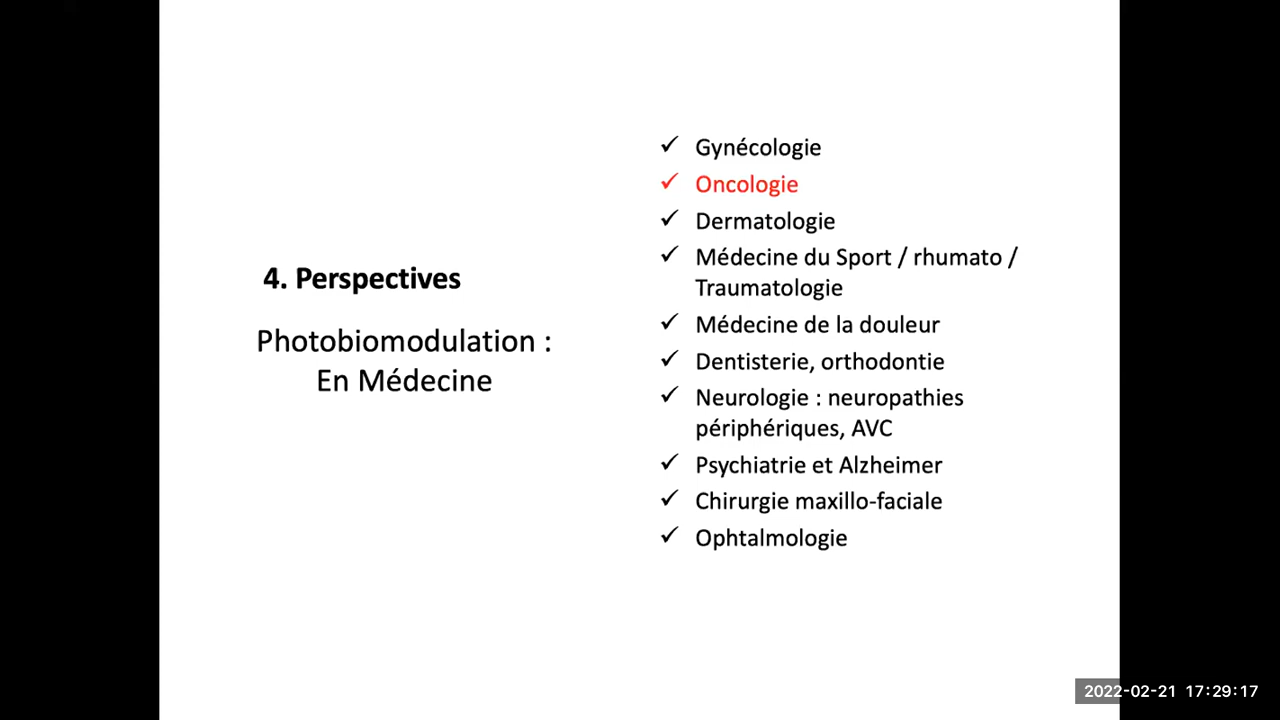 4. Perspectives
Photobiomodulation :
En Médecine
✓ Gynécologie
✓ Oncologie
✓ Dermatologie
✓ Médecine du Sport / rhumato /
Traumatologie
✓ Médecine de la douleur
✓ Dentisterie, orthodontie
✓ Neurologie : neuropathies
périphériques, AVC
✓ Psychiatrie et Alzheimer
✓ Chirurgie maxillo-faciale
✓ Ophtalmologie
2022-02-21 17:29:17